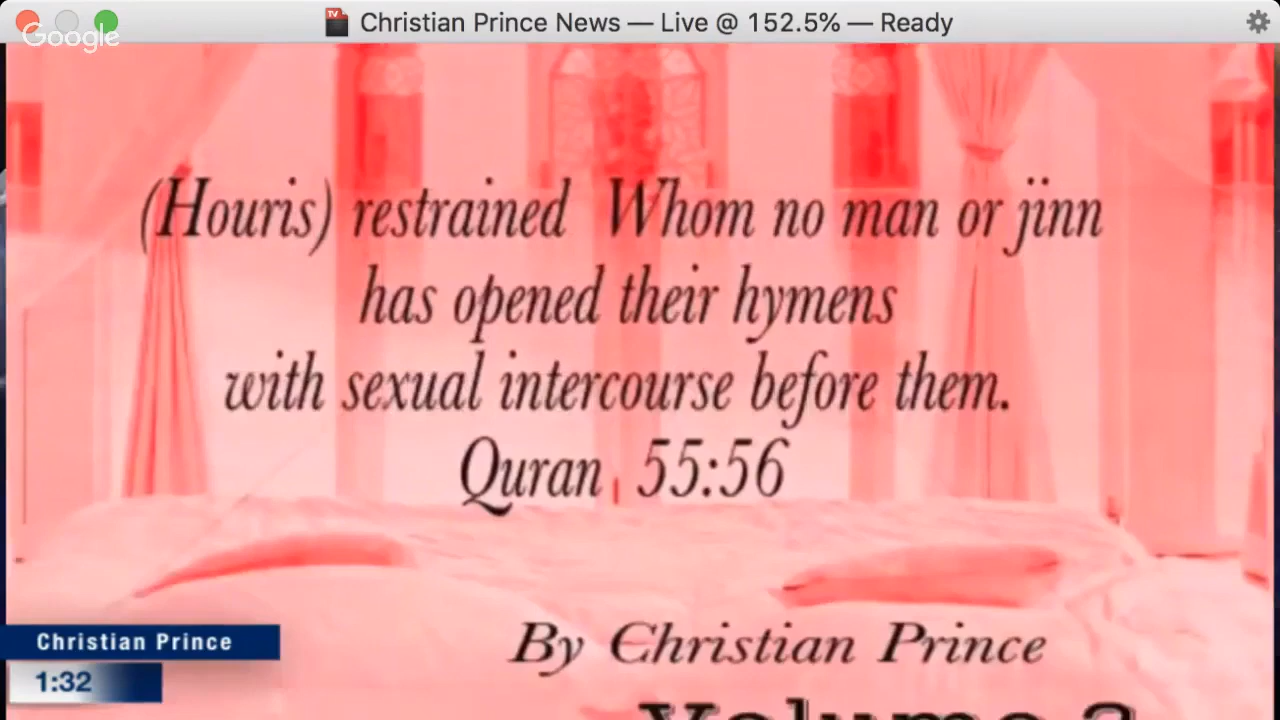 Christian Prince News — Live @ 152.5% — Ready
Google
(Houris) restrained Whom no man or jinn
has opened their hymens
with sexual intercourse before them.
Quran 55:56
By Christian Prince
Christian Prince
1:32